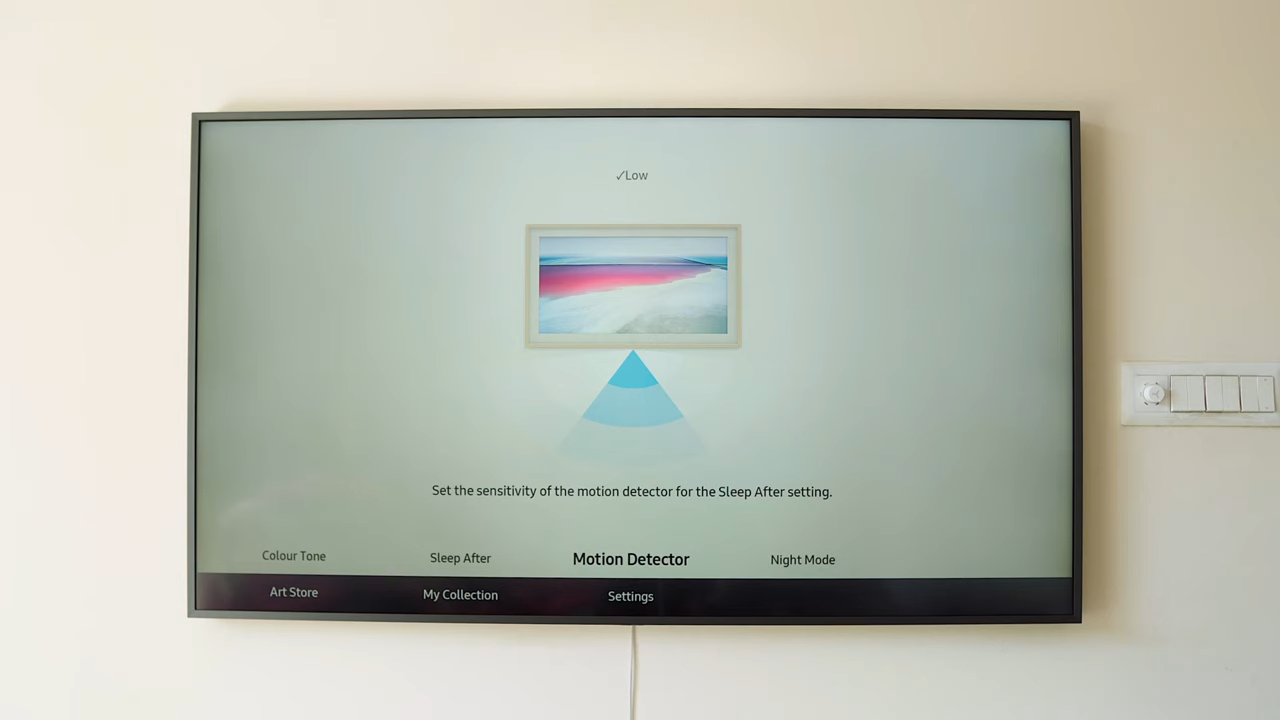 ✓Low
Set the sensitivity of the motion detector for the Sleep After setting.
Colour Tone Sleep After Motion Detector Night Mode
Art Store My Collection Settings